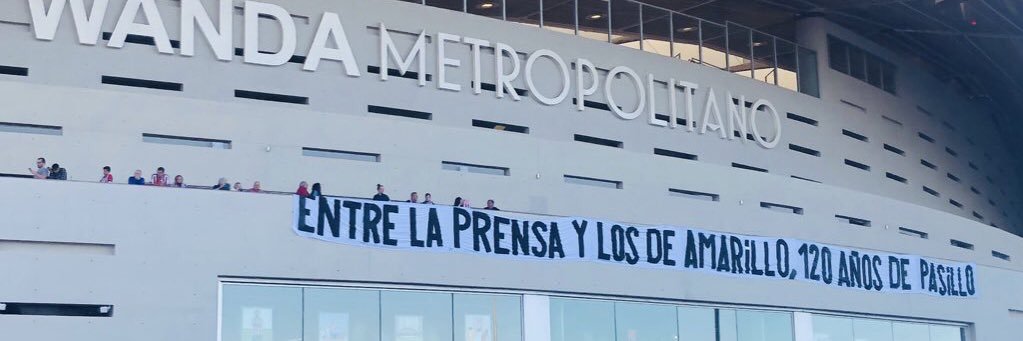 WANDA METROPOLITANO
ENTRE LA PRENSA Y LOS DE AMARiLLO, 120 AÑOS DE PASiLLO